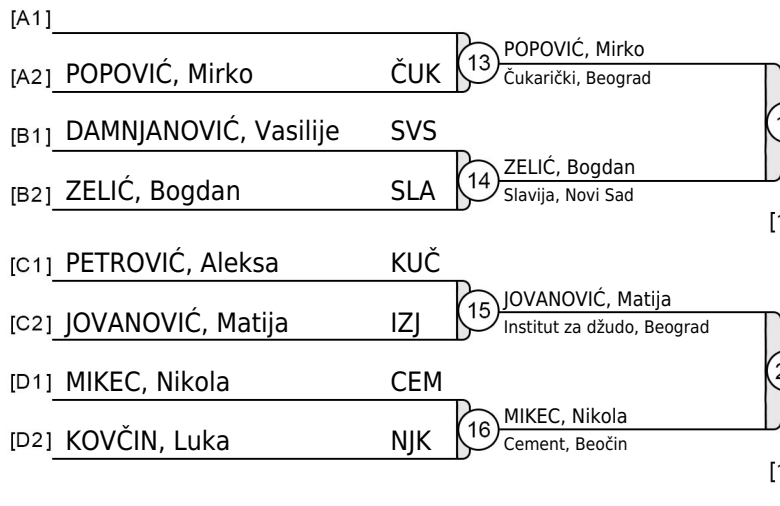 [A1]
[A2] POPOVIĆ, Mirko ČUK
13
POPOVIĆ, Mirko
Čukarički, Beograd
[B1] DAMNJANOVIĆ, Vasilije SVS
[B2] ZELIĆ, Bogdan SLA
14
ZELIĆ, Bogdan
Slavija, Novi Sad
[C1] PETROVIĆ, Aleksa KUČ
[C2] JOVANOVIĆ, Matija IZJ
15
JOVANOVIĆ, Matija
Institut za džudo, Beograd
[D1] MIKEC, Nikola CEM
[D2] KOVČIN, Luka NJK
16
MIKEC, Nikola
Cement, Beočin